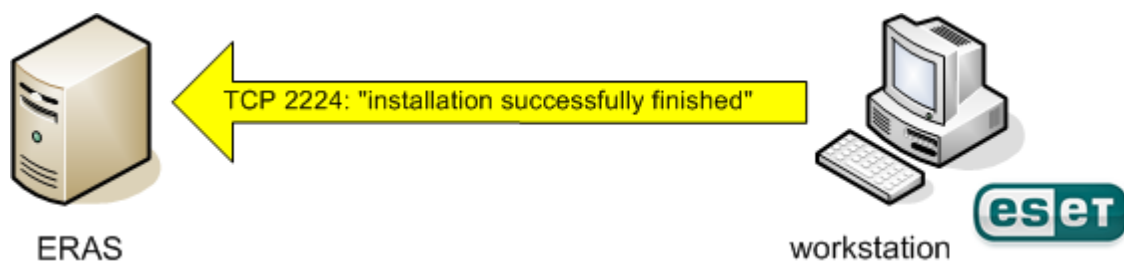 TCP 2224: "installation successfully finished"
ERAS
workstation
eseT